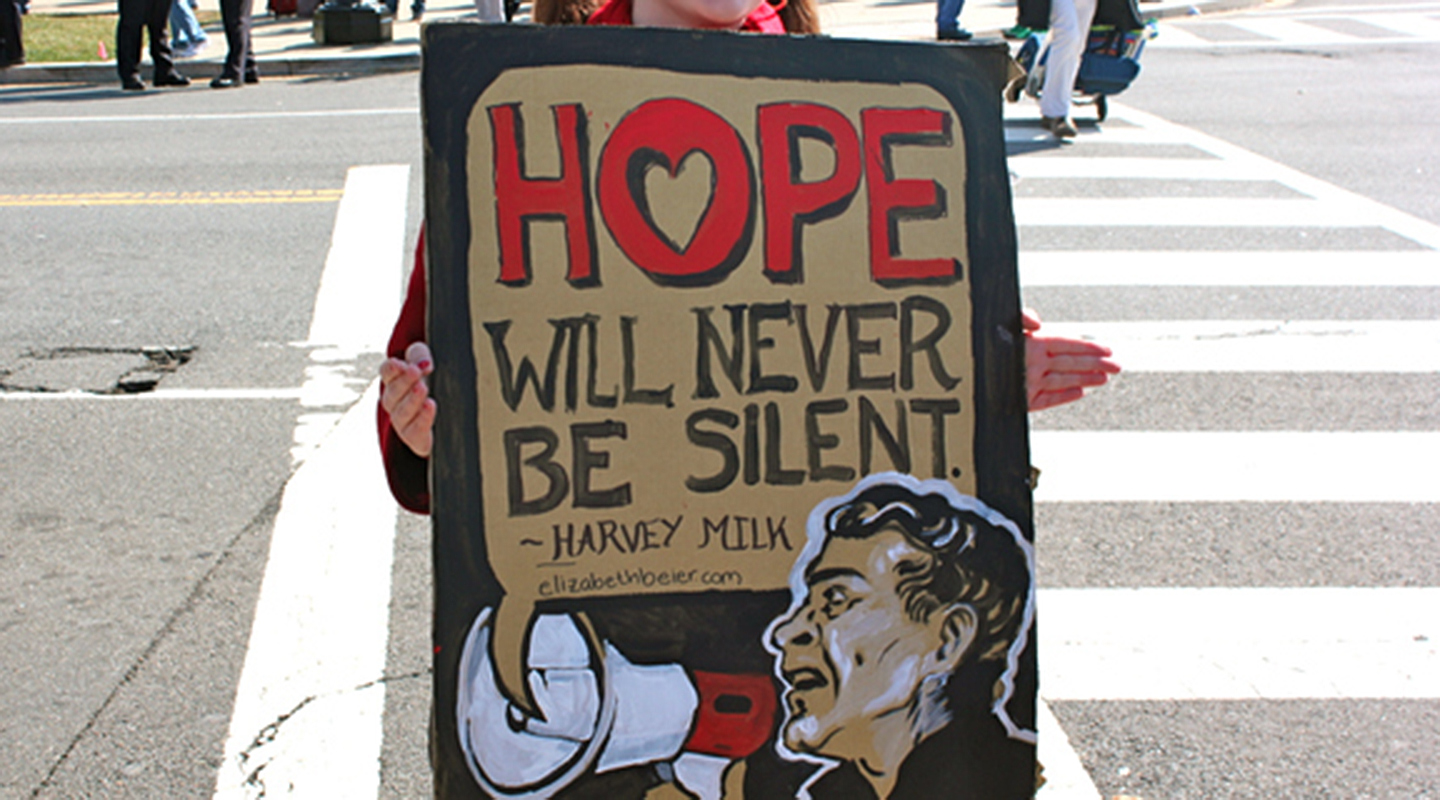 HOPE
WILL NEVER
BE SILENT.
~ HARVEY MILK
elizabethbeier.com